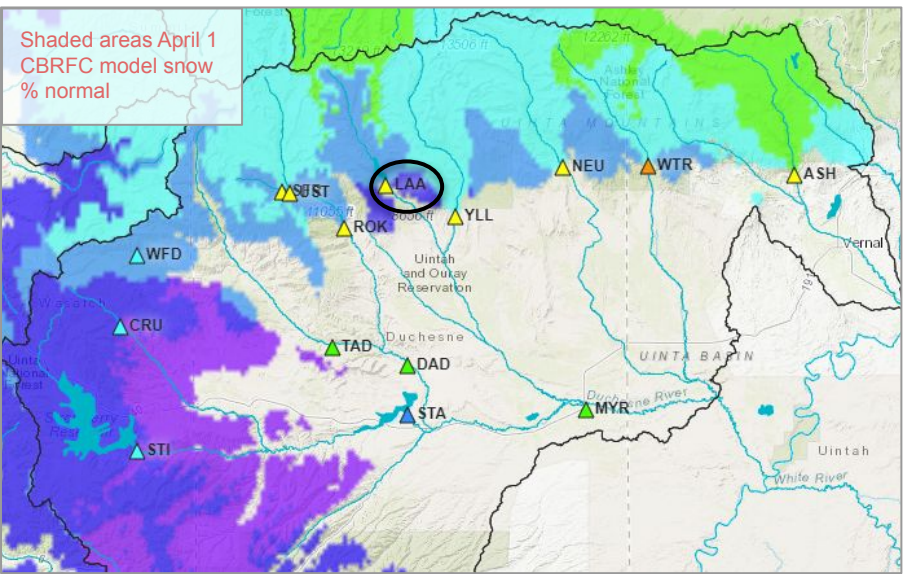 Shaded areas April 1
CBRFC model snow
% normal
Forest
13506 ft
12262 ft
Ashley
National
Forest
UINTA MOUNTAINS
NEU
WTR
ASH
LAA
UST
11035 ft
YLL
ROK
Vernal
WFD
Uintah
and Ouray
Reservation
Wasatch
CRU
Duchesne
TAD
UINTA BASIN
DAD
Duchesne River
STA
MYR
STI
Uintah
White River